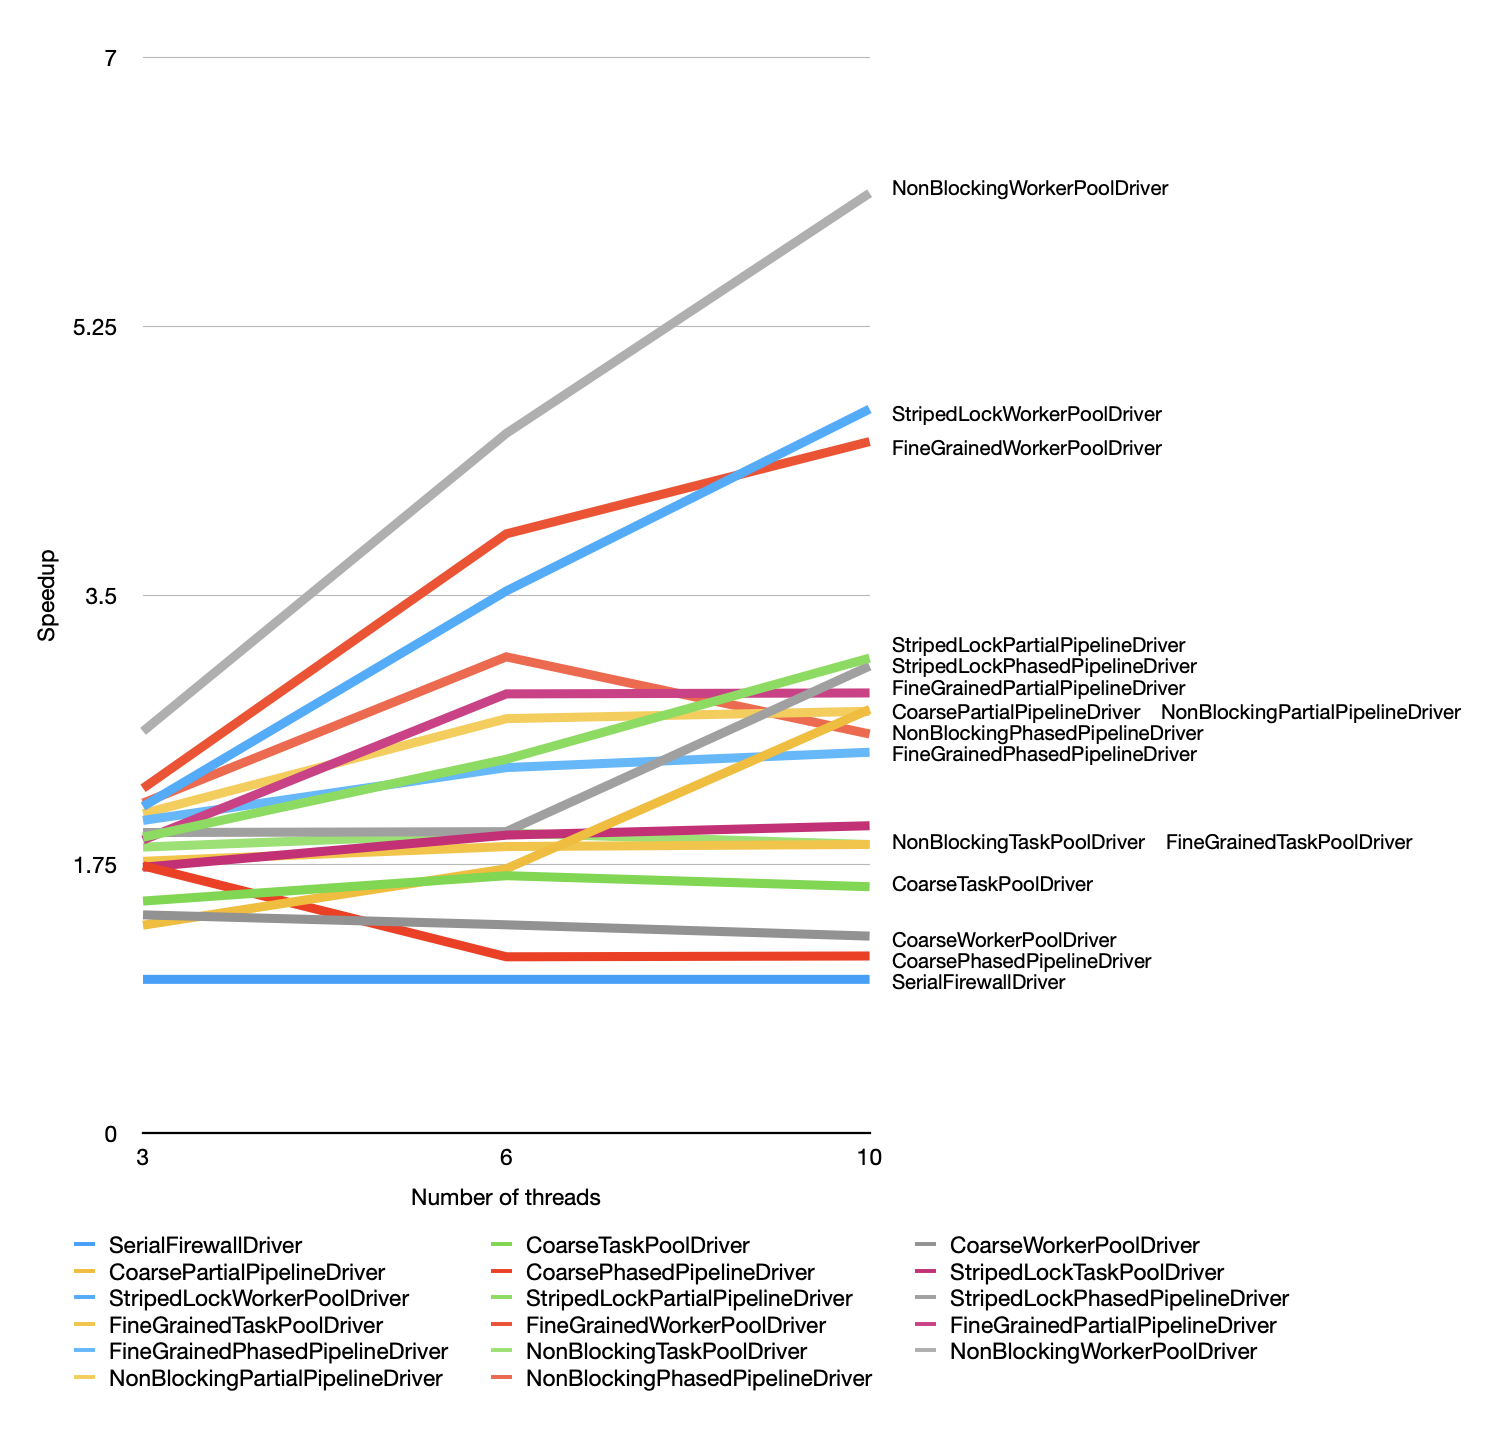 7
NonBlockingWorkerPoolDriver
5.25
StripedLockWorkerPoolDriver
FineGrainedWorkerPoolDriver
3.5
Speedup
StripedLockPartialPipelineDriver
StripedLockPhasedPipelineDriver
FineGrainedPartialPipelineDriver
CoarsePartialPipelineDriver NonBlockingPartialPipelineDriver
NonBlockingPhasedPipelineDriver
FineGrainedPhasedPipelineDriver
NonBlockingTaskPoolDriver FineGrainedTaskPoolDriver
1.75
CoarseTaskPoolDriver
CoarseWorkerPoolDriver
CoarsePhasedPipelineDriver
SerialFirewallDriver
0
3 6 10
Number of threads
SerialFirewallDriver CoarseTaskPoolDriver CoarseWorkerPoolDriver
CoarsePartialPipelineDriver CoarsePhasedPipelineDriver StripedLockTaskPoolDriver
StripedLockWorkerPoolDriver StripedLockPartialPipelineDriver StripedLockPhasedPipelineDriver
FineGrainedTaskPoolDriver FineGrainedWorkerPoolDriver FineGrainedPartialPipelineDriver
FineGrainedPhasedPipelineDriver NonBlockingTaskPoolDriver NonBlockingWorkerPoolDriver
NonBlockingPartialPipelineDriver NonBlockingPhasedPipelineDriver